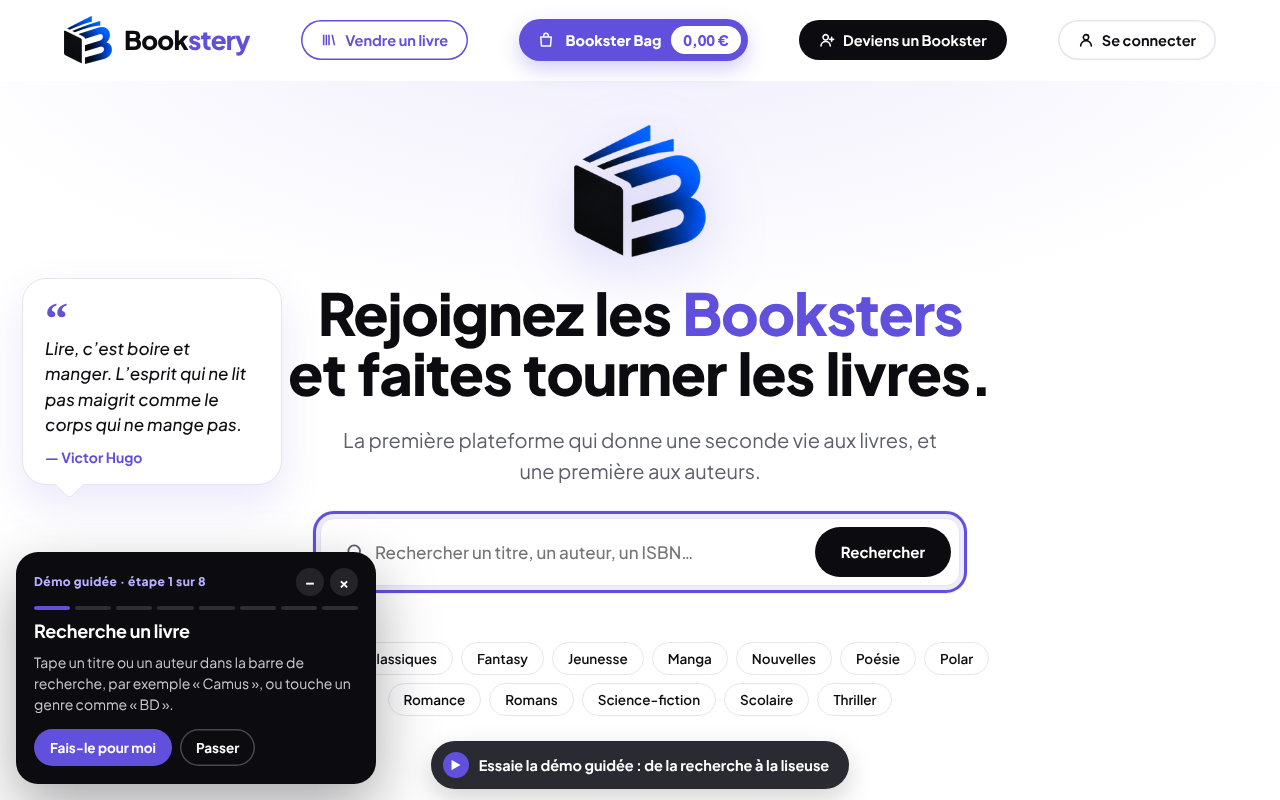 Bookstery
Vendre un livre
Bookster Bag 0,00 €
Deviens un Bookster
Se connecter
Rejoignez les Booksters
et faites tourner les livres.
La première plateforme qui donne une seconde vie aux livres, et
une première aux auteurs.
“
Lire, c’est boire et
manger. L’esprit qui ne lit
pas maigrit comme le
corps qui ne mange pas.
— Victor Hugo
Rechercher un titre, un auteur, un ISBN…
Rechercher
Fantasy
Jeunesse
Manga
Nouvelles
Poésie
Polar
Romance
Romans
Science-fiction
Scolaire
Thriller
Démo guidée · étape 1 sur 8
Recherche un livre
Tape un titre ou un auteur dans la barre de
recherche, par exemple « Camus », ou touche un
genre comme « BD ».
Fais-le pour moi
Passer
Essaie la démo guidée : de la recherche à la liseuse